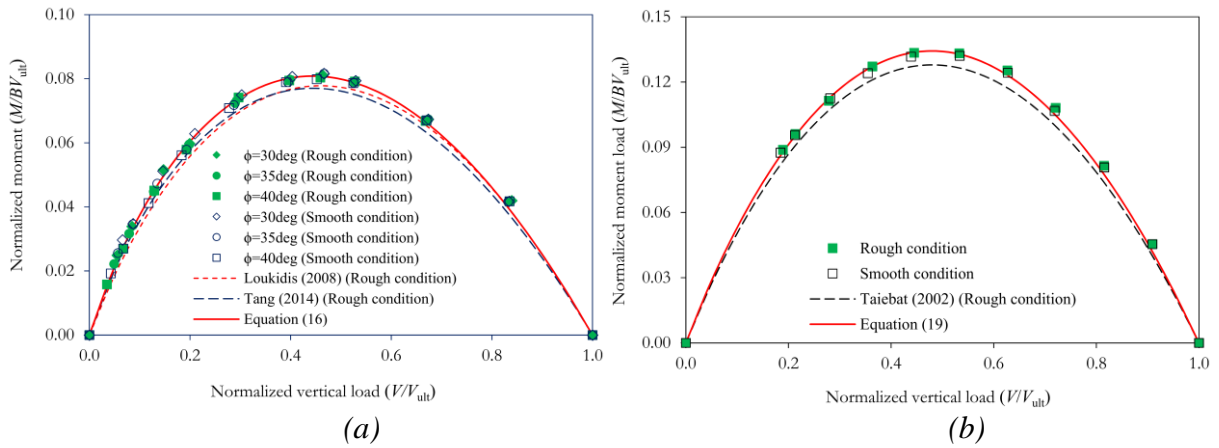 0.10
0.08
0.06
0.04
0.02
0.00
Normalized moment (M/BVult)
ϕ=30deg (Rough condition)
ϕ=35deg (Rough condition)
ϕ=40deg (Rough condition)
ϕ=30deg (Smooth condition)
ϕ=35deg (Smooth condition)
ϕ=40deg (Smooth condition)
Loukidis (2008) (Rough condition)
Tang (2014) (Rough condition)
Equation (16)
0.0 0.2 0.4 0.6 0.8 1.0
Normalized vertical load (V/Vult)
(a)
0.15
0.12
0.09
0.06
0.03
0.00
Normalized moment load (M/BVult)
Rough condition
Smooth condition
Taiebat (2002) (Rough condition)
Equation (19)
0.0 0.2 0.4 0.6 0.8 1.0
Normalized vertical load (V/Vult)
(b)